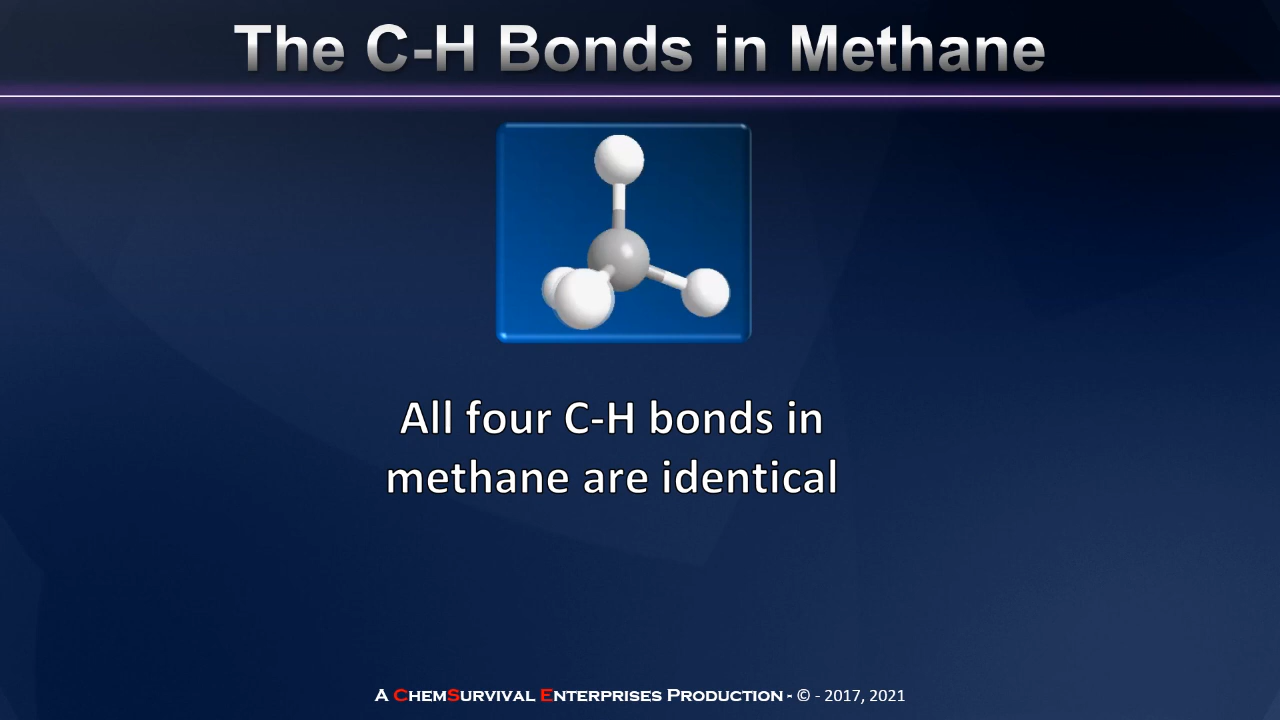 The C-H Bonds in Methane
All four C-H bonds in
methane are identical
A ChemSurvival Enterprises Production - © - 2017, 2021